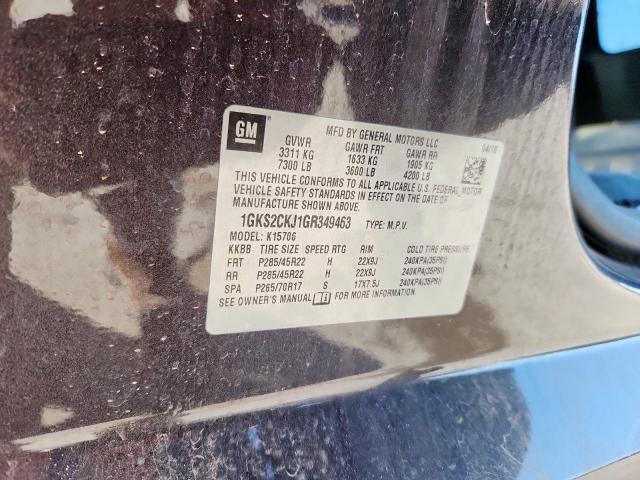 GM
MFD BY GENERAL MOTORS LLC
GVWR GAWR FRT GAWR RR
3311 KG 1633 KG 1905 KG
7300 LB 3600 LB 4200 LB
THIS VEHICLE CONFORMS TO ALL APPLICABLE U.S. FEDERAL MOTOR
VEHICLE SAFETY STANDARDS IN EFFECT ON THE DATE OF
MANUFACTURE SHOWN ABOVE.
1GKS2CKJ1GR349463 TYPE: M.P.V.
MODEL: K15706
KKBB TIRE SIZE SPEED RTG RIM COLD TIRE PRESSURE
FRT P285/45R22 H 22X9J 240KPA(35PSI)
RR P285/45R22 H 22X9J 240KPA(35PSI)
SPA P265/70R17 S 17X7.5J 240KPA(35PSI)
SEE OWNER'S MANUAL FOR MORE INFORMATION.